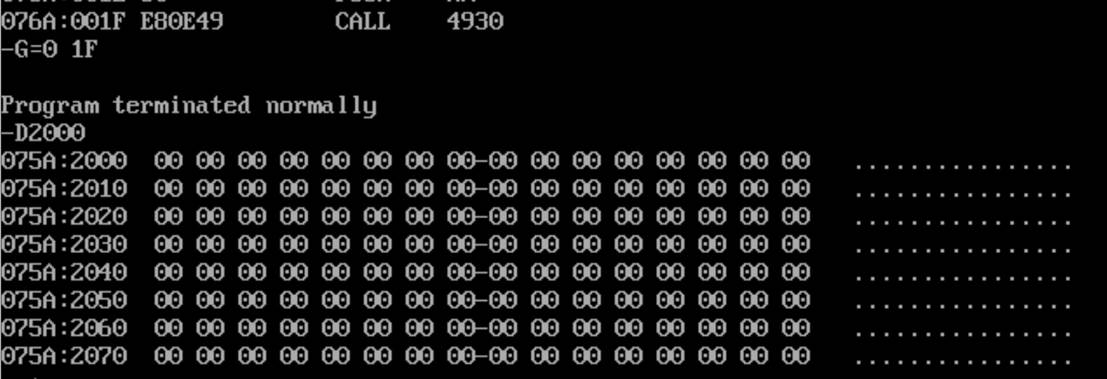 076A:001F E80E49        CALL    4930
-G=0 1F
Program terminated normally
-D2000
075A:2000  00 00 00 00 00 00 00 00-00 00 00 00 00 00 00 00   ................
075A:2010  00 00 00 00 00 00 00 00-00 00 00 00 00 00 00 00   ................
075A:2020  00 00 00 00 00 00 00 00-00 00 00 00 00 00 00 00   ................
075A:2030  00 00 00 00 00 00 00 00-00 00 00 00 00 00 00 00   ................
075A:2040  00 00 00 00 00 00 00 00-00 00 00 00 00 00 00 00   ................
075A:2050  00 00 00 00 00 00 00 00-00 00 00 00 00 00 00 00   ................
075A:2060  00 00 00 00 00 00 00 00-00 00 00 00 00 00 00 00   ................
075A:2070  00 00 00 00 00 00 00 00-00 00 00 00 00 00 00 00   ................